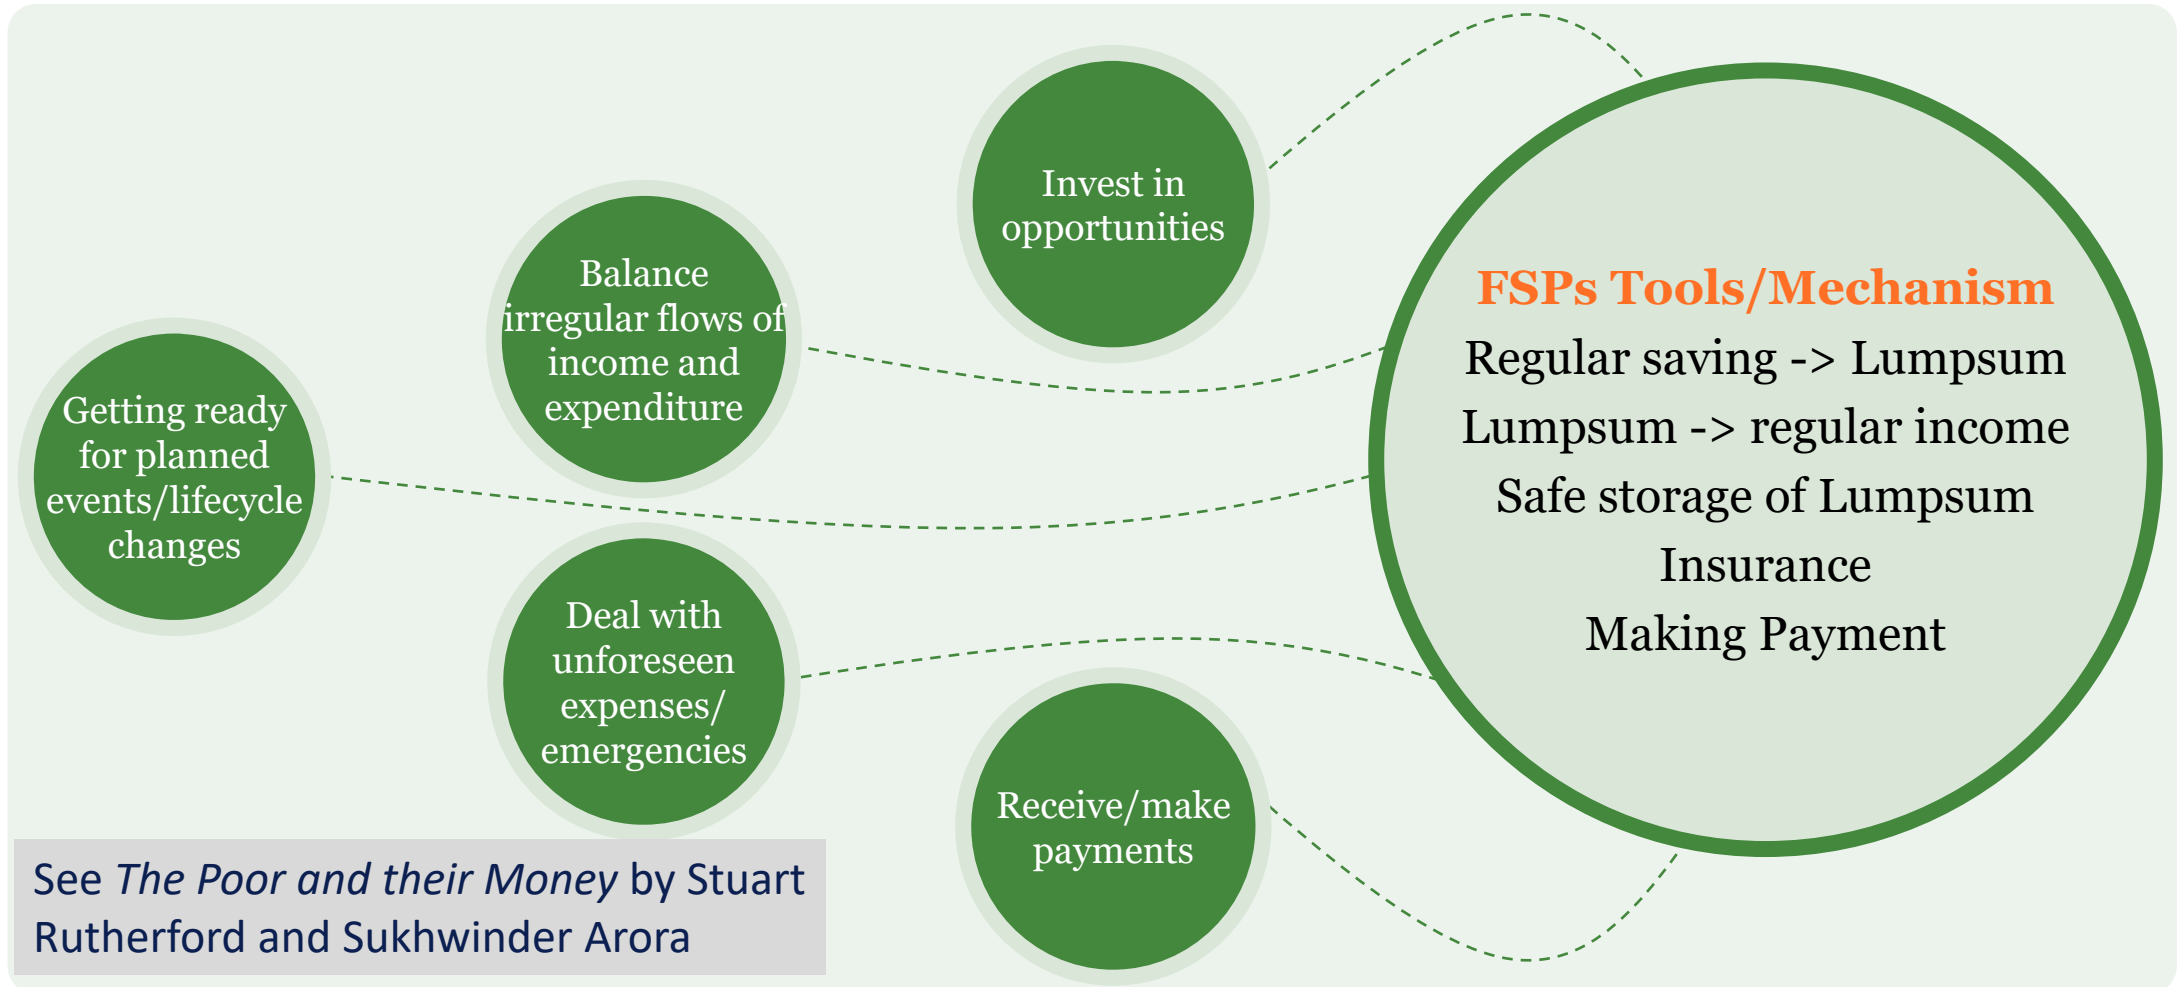 Invest in
opportunities
Balance
irregular flows of
income and
expenditure
Getting ready
for planned
events/lifecycle
changes
Deal with
unforeseen
expenses/
emergencies
Receive/make
payments
FSPs Tools/Mechanism
Regular saving -> Lumpsum
Lumpsum -> regular income
Safe storage of Lumpsum
Insurance
Making Payment
See The Poor and their Money by Stuart
Rutherford and Sukhwinder Arora